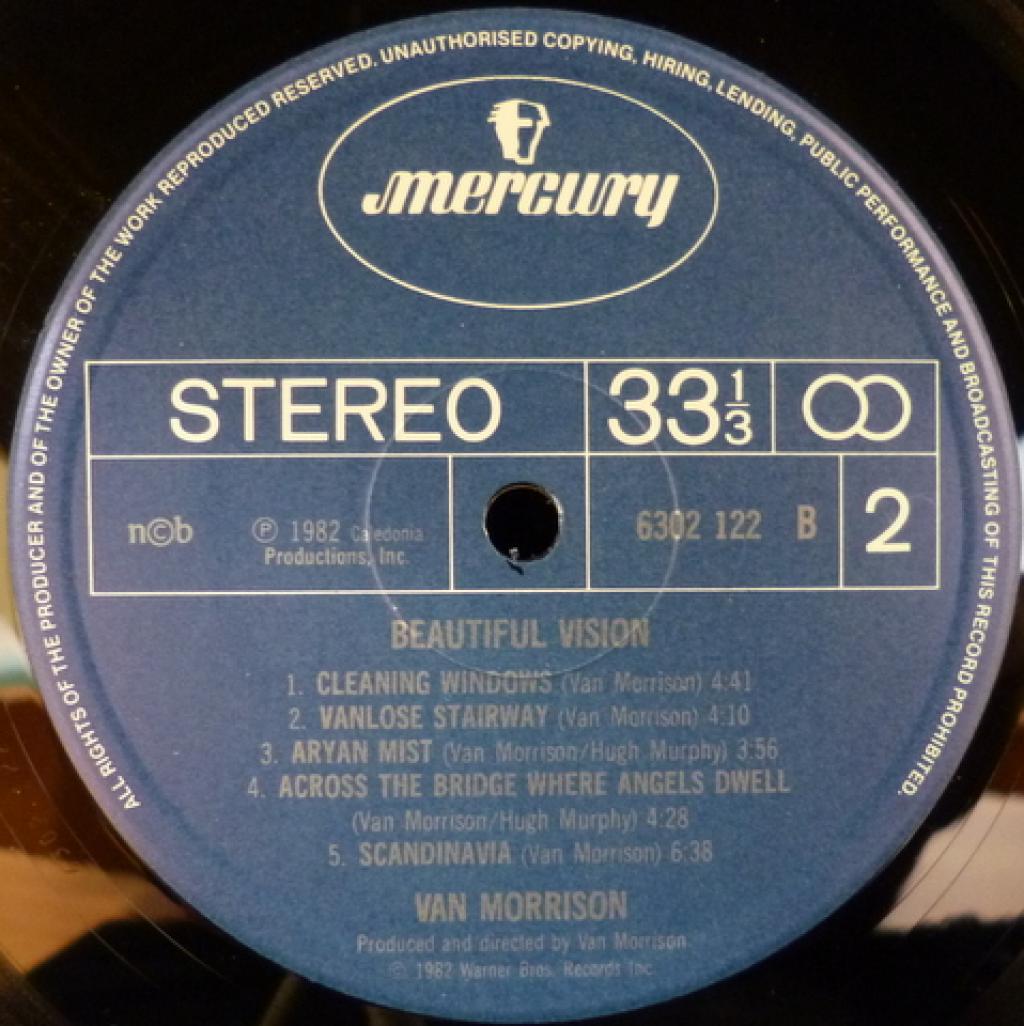 ALL RIGHTS OF THE PRODUCER AND OF THE OWNER OF THE WORK REPRODUCED RESERVED. UNAUTHORISED COPYING, HIRING, LENDING, PUBLIC PERFORMANCE AND BROADCASTING OF THIS RECORD PROHIBITED.
mercury
STEREO 33 1/3
n©b ℗ 1982 Caledonia
Productions, Inc.
6302 122 B 2
BEAUTIFUL VISION
1. CLEANING WINDOWS (Van Morrison) 4:41
2. VANLOSE STAIRWAY (Van Morrison) 4:10
3. ARYAN MIST (Van Morrison/Hugh Murphy) 3:56
4. ACROSS THE BRIDGE WHERE ANGELS DWELL
(Van Morrison/Hugh Murphy) 4:28
5. SCANDINAVIA (Van Morrison) 6:38
VAN MORRISON
Produced and directed by Van Morrison
© 1982 Warner Bros. Records Inc.